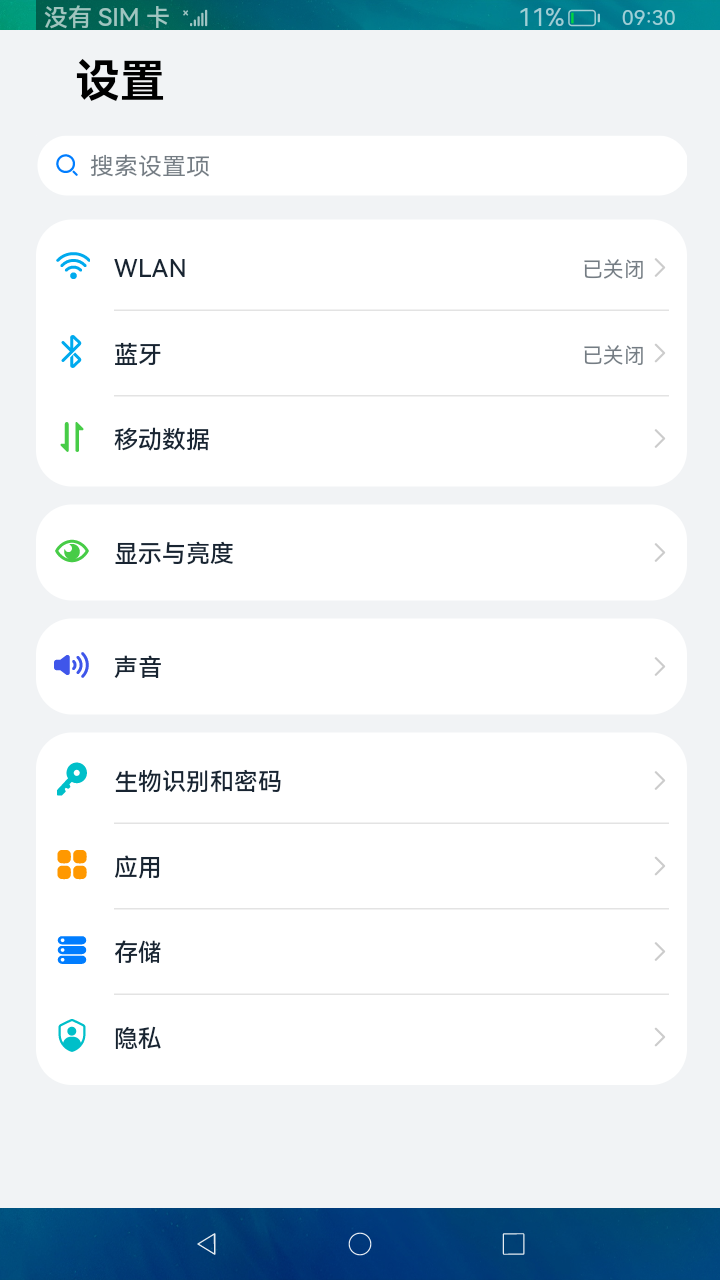 没有 SIM 卡 11% 09:30
设置
搜索设置项
WLAN 已关闭
蓝牙 已关闭
移动数据
显示与亮度
声音
生物识别和密码
应用
存储
隐私